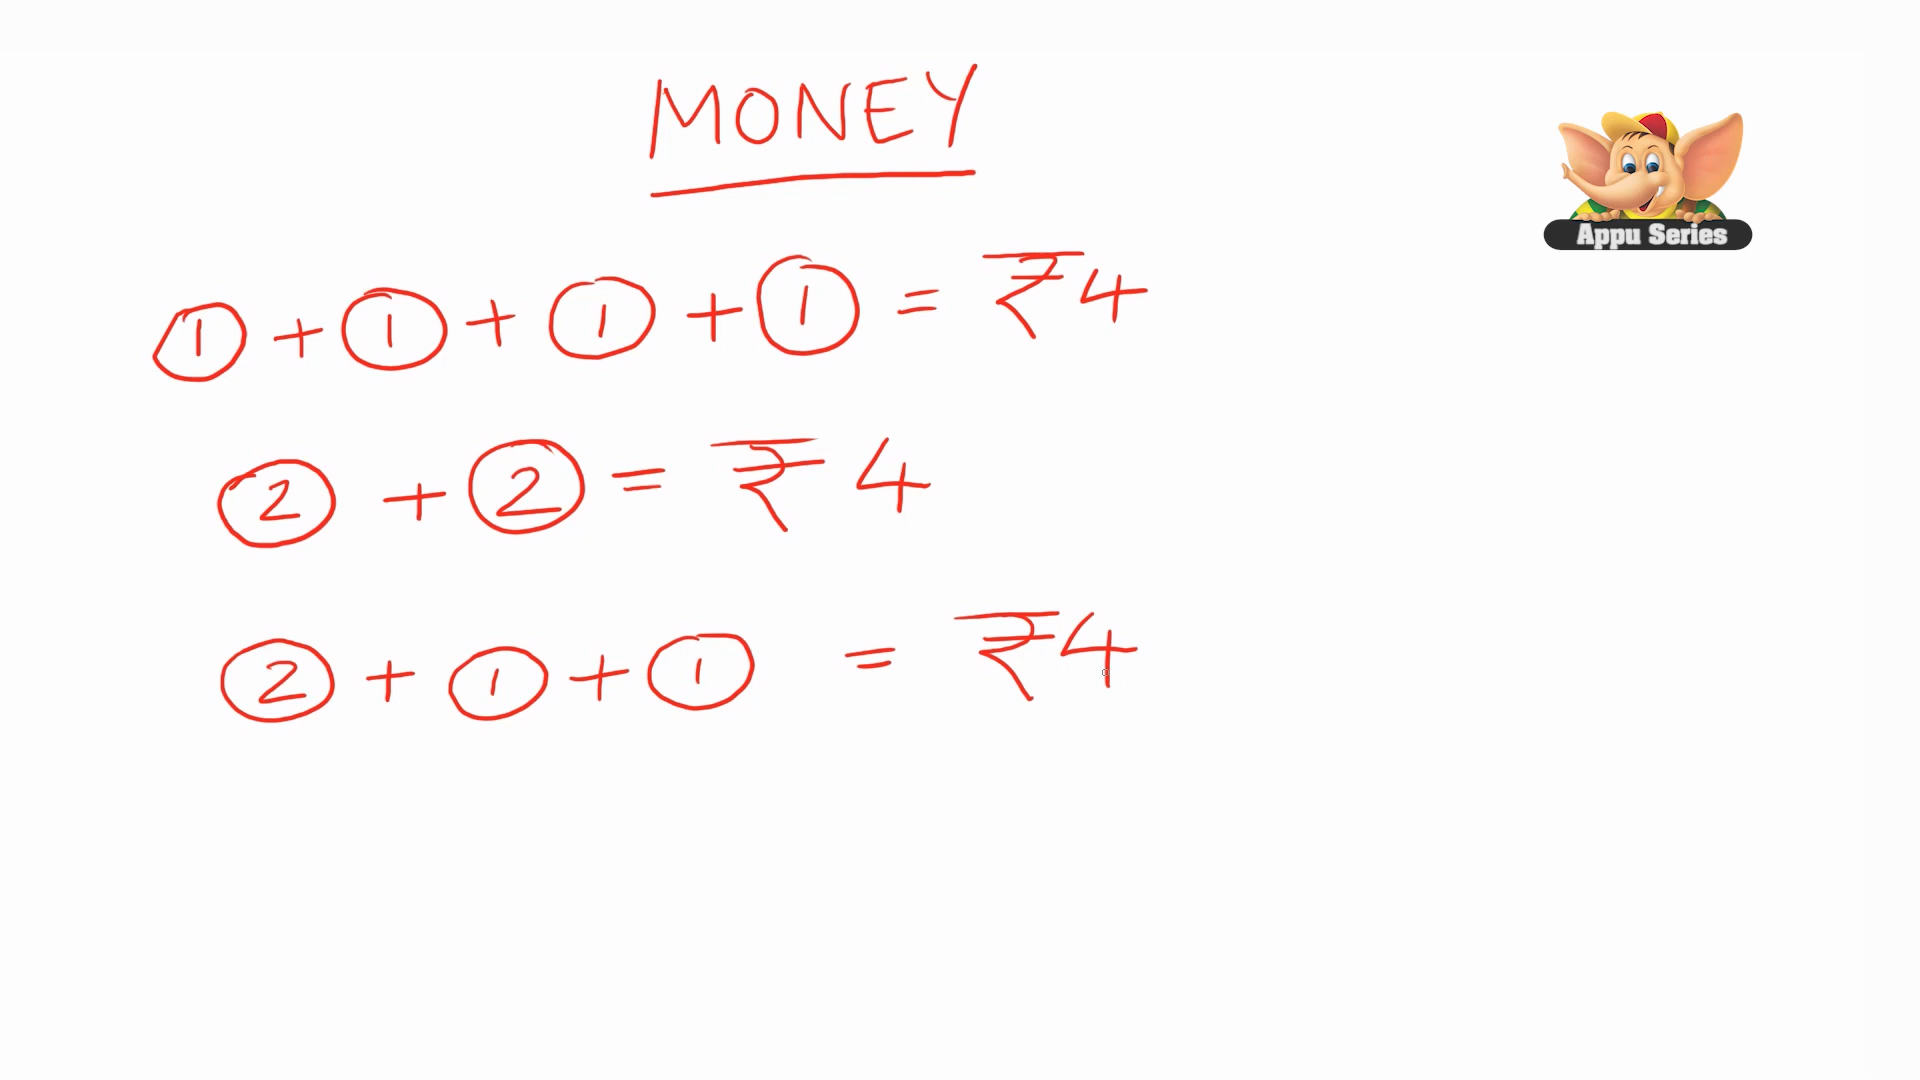 MONEY
Appu Series
1 + 1 + 1 + 1 = ₹4
2 + 2 = ₹ 4
2 + 1 + 1 = ₹4